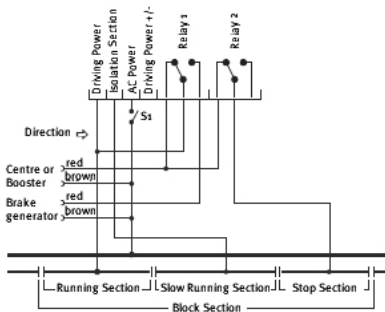 Driving Power
Isolation Section
AC Power
Driving Power +/-
Relay 1
Relay 2
S1
Direction ⇨
Centre or
Booster
red
brown
Brake
generator
red
brown
Running Section
Slow Running Section
Stop Section
Block Section